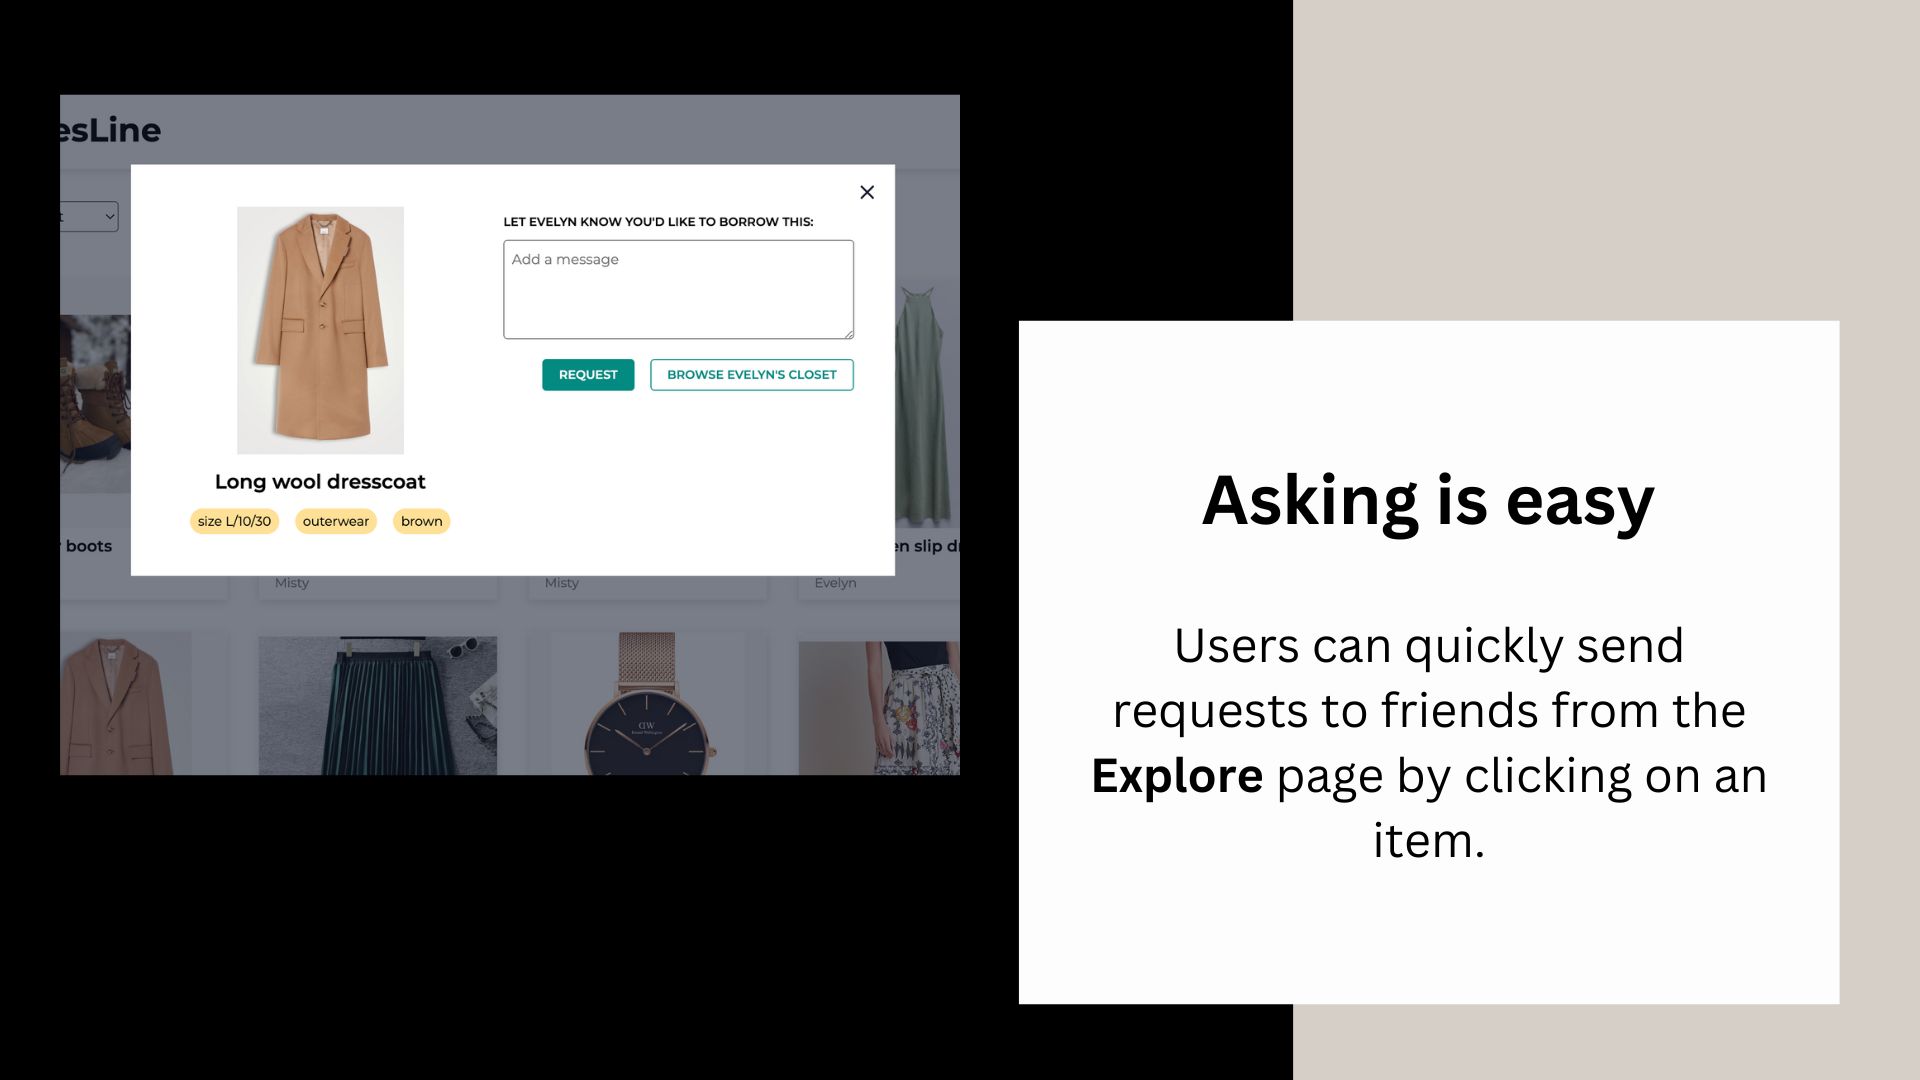 esLine
LET EVELYN KNOW YOU'D LIKE TO BORROW THIS:
Add a message
REQUEST
BROWSE EVELYN'S CLOSET
Long wool dresscoat
size L/10/30
outerwear
brown
boots
en slip d
Misty
Misty
Evelyn
DW
Asking is easy
Users can quickly send
requests to friends from the
Explore page by clicking on an
item.